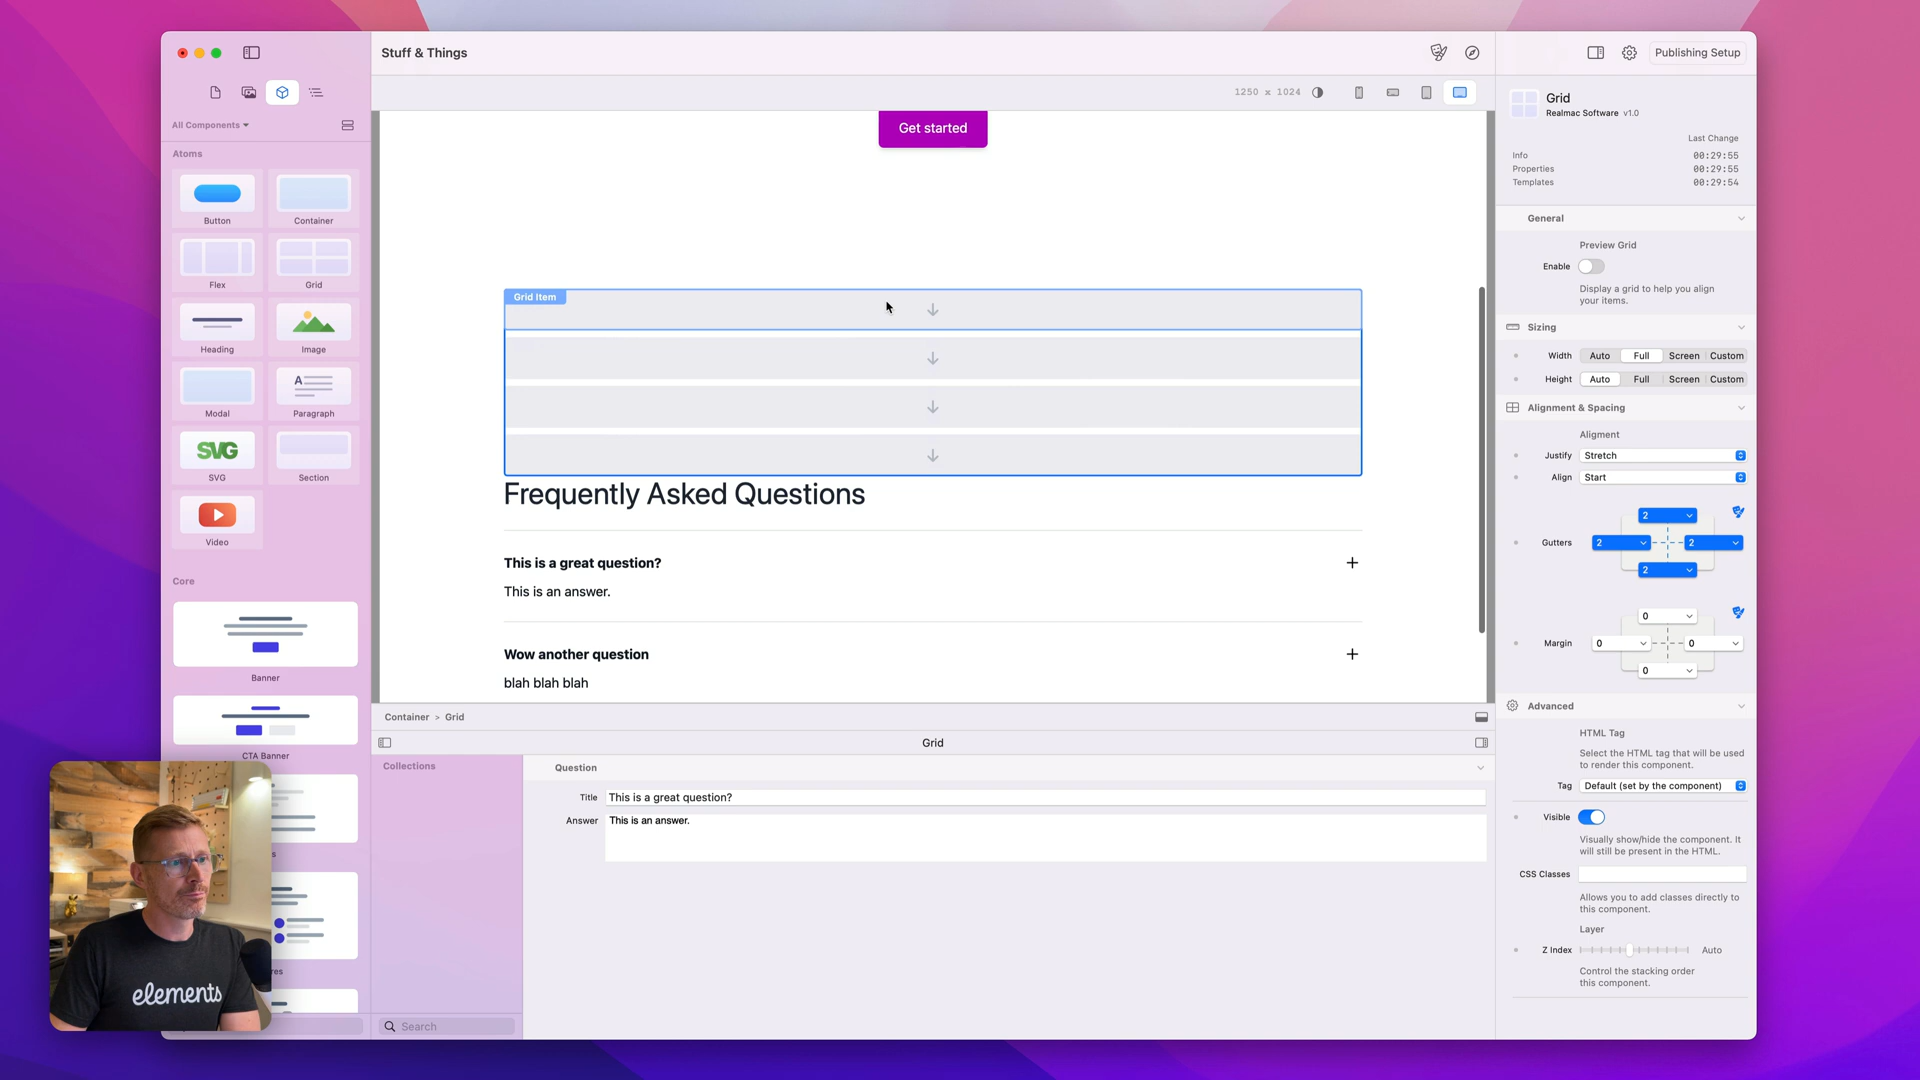 Stuff & Things
Publishing Setup
1250 x 1024
All Components
Atoms
Button
Container
Flex
Grid
Heading
Image
Modal
A
Paragraph
SVG
SVG
Section
Video
Core
Banner
CTA Banner
s
res
elements
Get started
Grid Item
Frequently Asked Questions
This is a great question?
This is an answer.
Wow another question
blah blah blah
Container > Grid
Grid
Collections
Search
Question
Title This is a great question?
Answer This is an answer.
Grid
Realmac Software v1.0
Last Change
Info 00:29:55
Properties 00:29:55
Templates 00:29:54
General
Preview Grid
Enable
Display a grid to help you align
your items.
Sizing
Width Auto Full Screen Custom
Height Auto Full Screen Custom
Alignment & Spacing
Aligment
Justify Stretch
Align Start
2
Gutters 2 2
2
0
Margin 0 0
0
Advanced
HTML Tag
Select the HTML tag that will be used
to render this component.
Tag Default (set by the component)
Visible
Visually show/hide the component. It
will still be present in the HTML.
CSS Classes
Allows you to add classes directly to
this component.
Layer
Z Index Auto
Control the stacking order
this component.